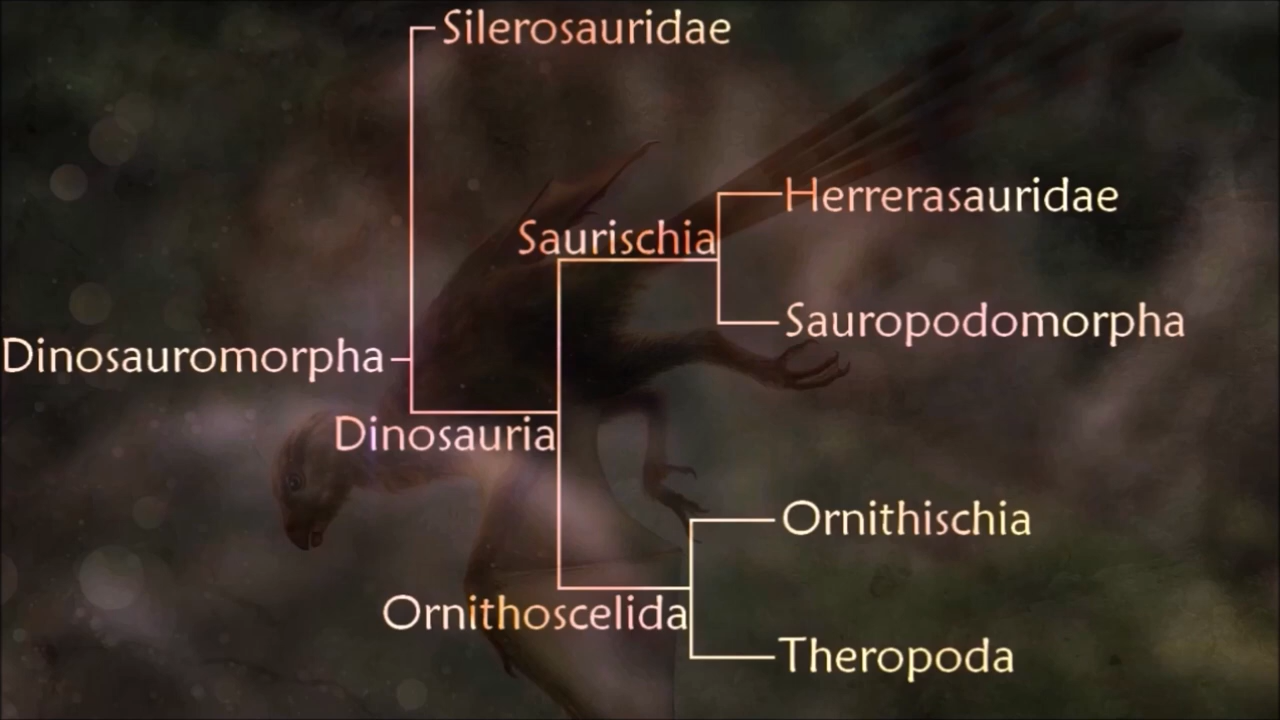 Silerosauridae
Herrerasauridae
Saurischia
Sauropodomorpha
Dinosauromorpha
Dinosauria
Ornithischia
Ornithoscelida
Theropoda